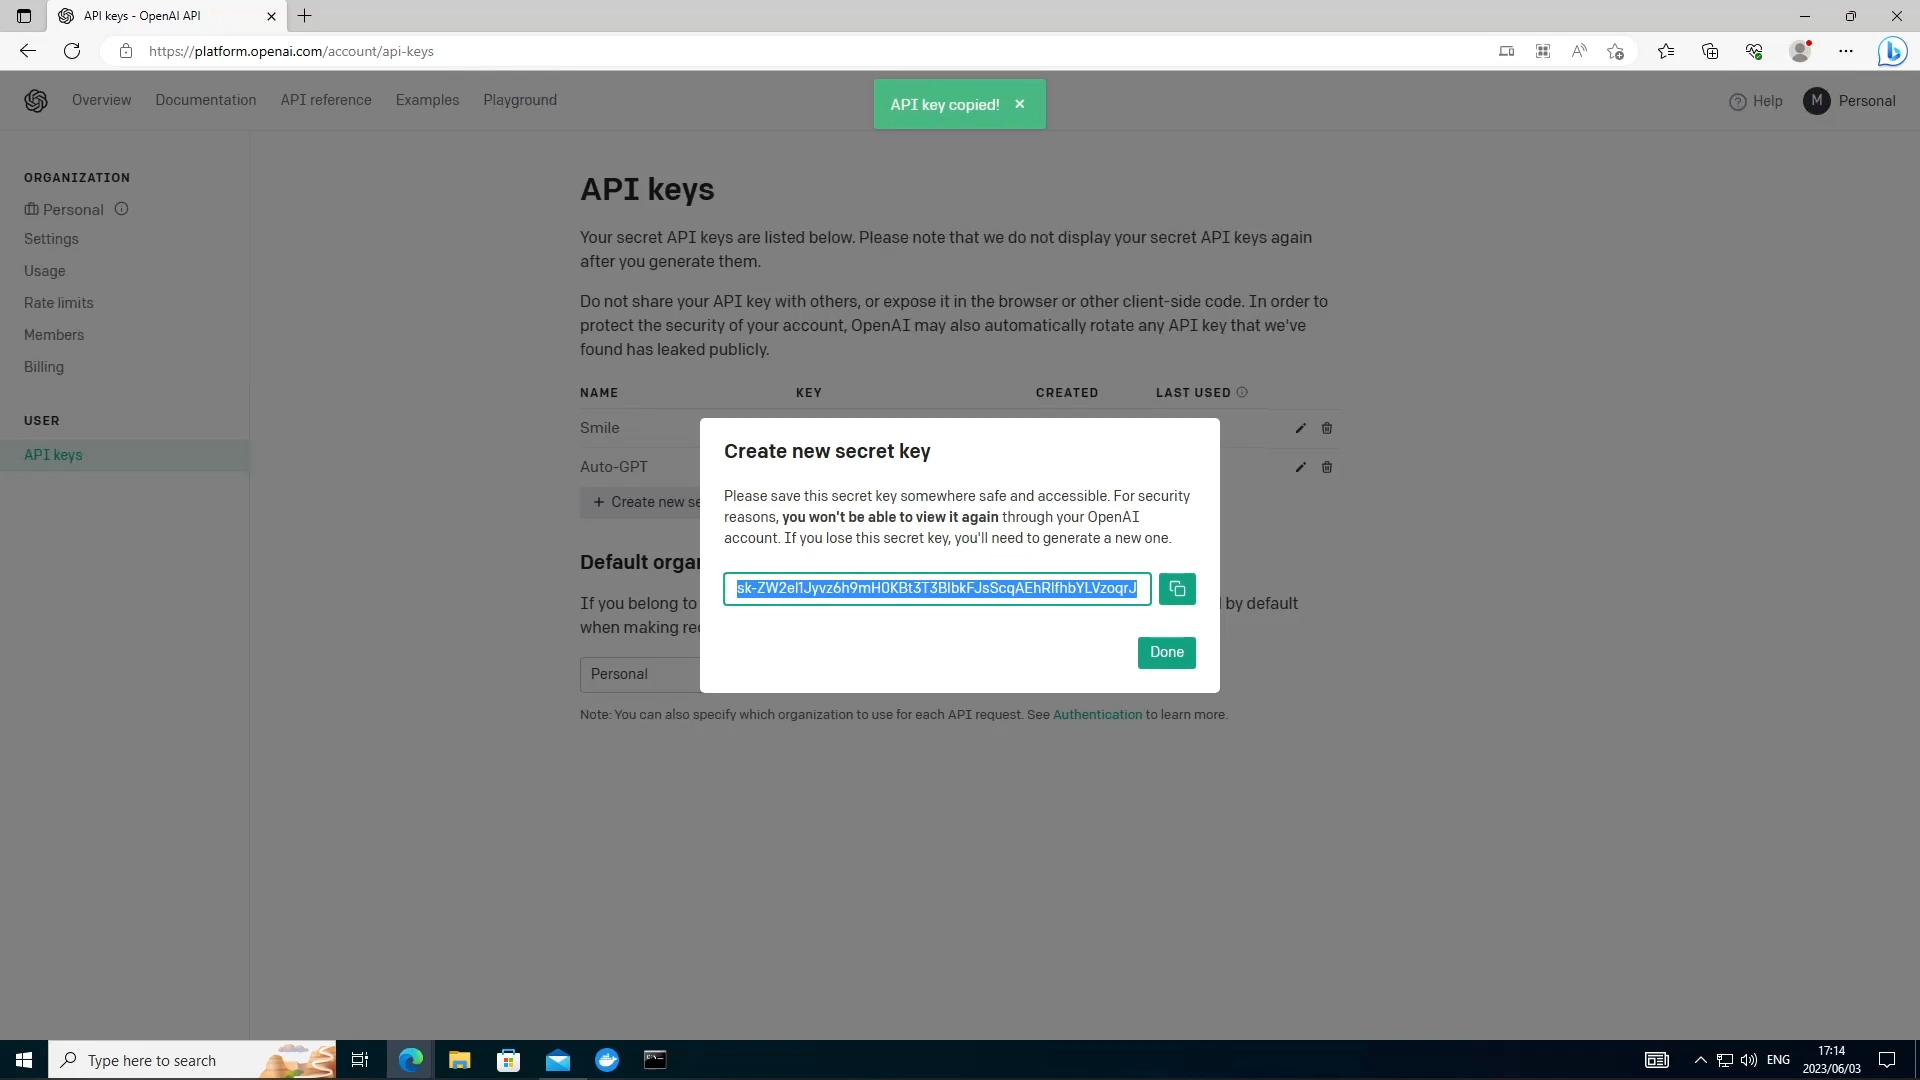 API keys - OpenAI API
https://platform.openai.com/account/api-keys
Overview
Documentation
API reference
Examples
Playground
API key copied!
Help
M
Personal
ORGANIZATION
Personal
Settings
Usage
Rate limits
Members
Billing
USER
API keys
API keys
Your secret API keys are listed below. Please note that we do not display your secret API keys again
after you generate them.
Do not share your API key with others, or expose it in the browser or other client-side code. In order to
protect the security of your account, OpenAI may also automatically rotate any API key that we've
found has leaked publicly.
NAME KEY CREATED LAST USED
Smile
Auto-GPT
+ Create new se
Create new secret key
Please save this secret key somewhere safe and accessible. For security
reasons, you won't be able to view it again through your OpenAI
account. If you lose this secret key, you'll need to generate a new one.
Done
Default orga
If you belong to by default
when making re
Personal
Note: You can also specify which organization to use for each API request. See Authentication to learn more.
Type here to search
ENG
17:14
2023/06/03